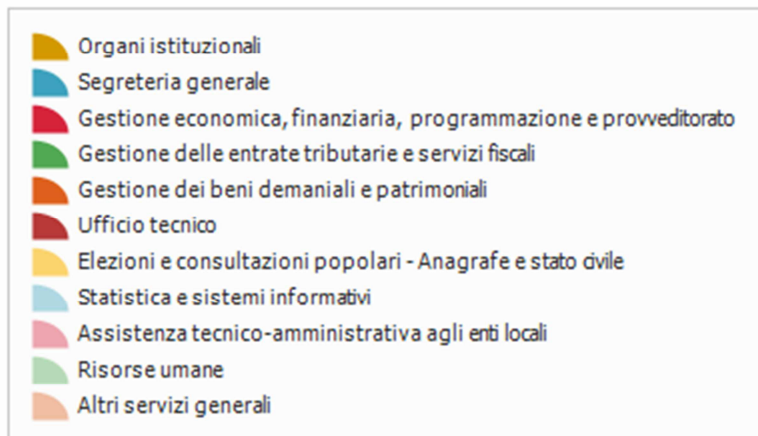 Organi istituzionali
Segreteria generale
Gestione economica, finanziaria, programmazione e provveditorato
Gestione delle entrate tributarie e servizi fiscali
Gestione dei beni demaniali e patrimoniali
Ufficio tecnico
Elezioni e consultazioni popolari - Anagrafe e stato civile
Statistica e sistemi informativi
Assistenza tecnico-amministrativa agli enti locali
Risorse umane
Altri servizi generali